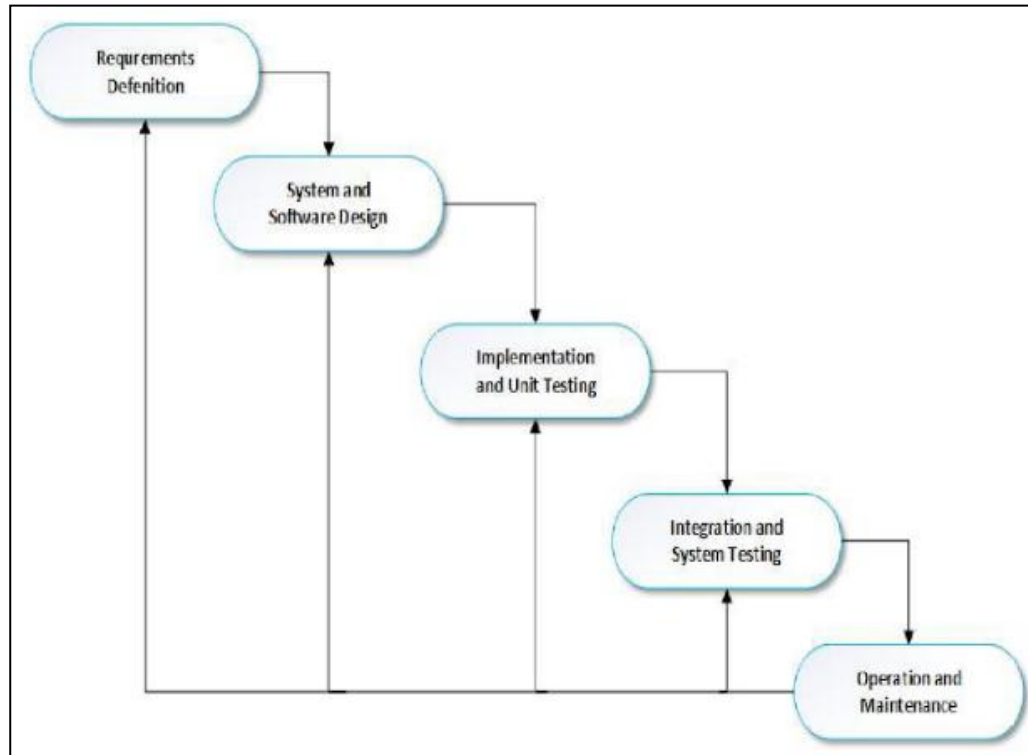 Requrements
Defenition
System and
Software Design
Implementation
and Unit Testing
Integration and
System Testing
Operation and
Maintenance